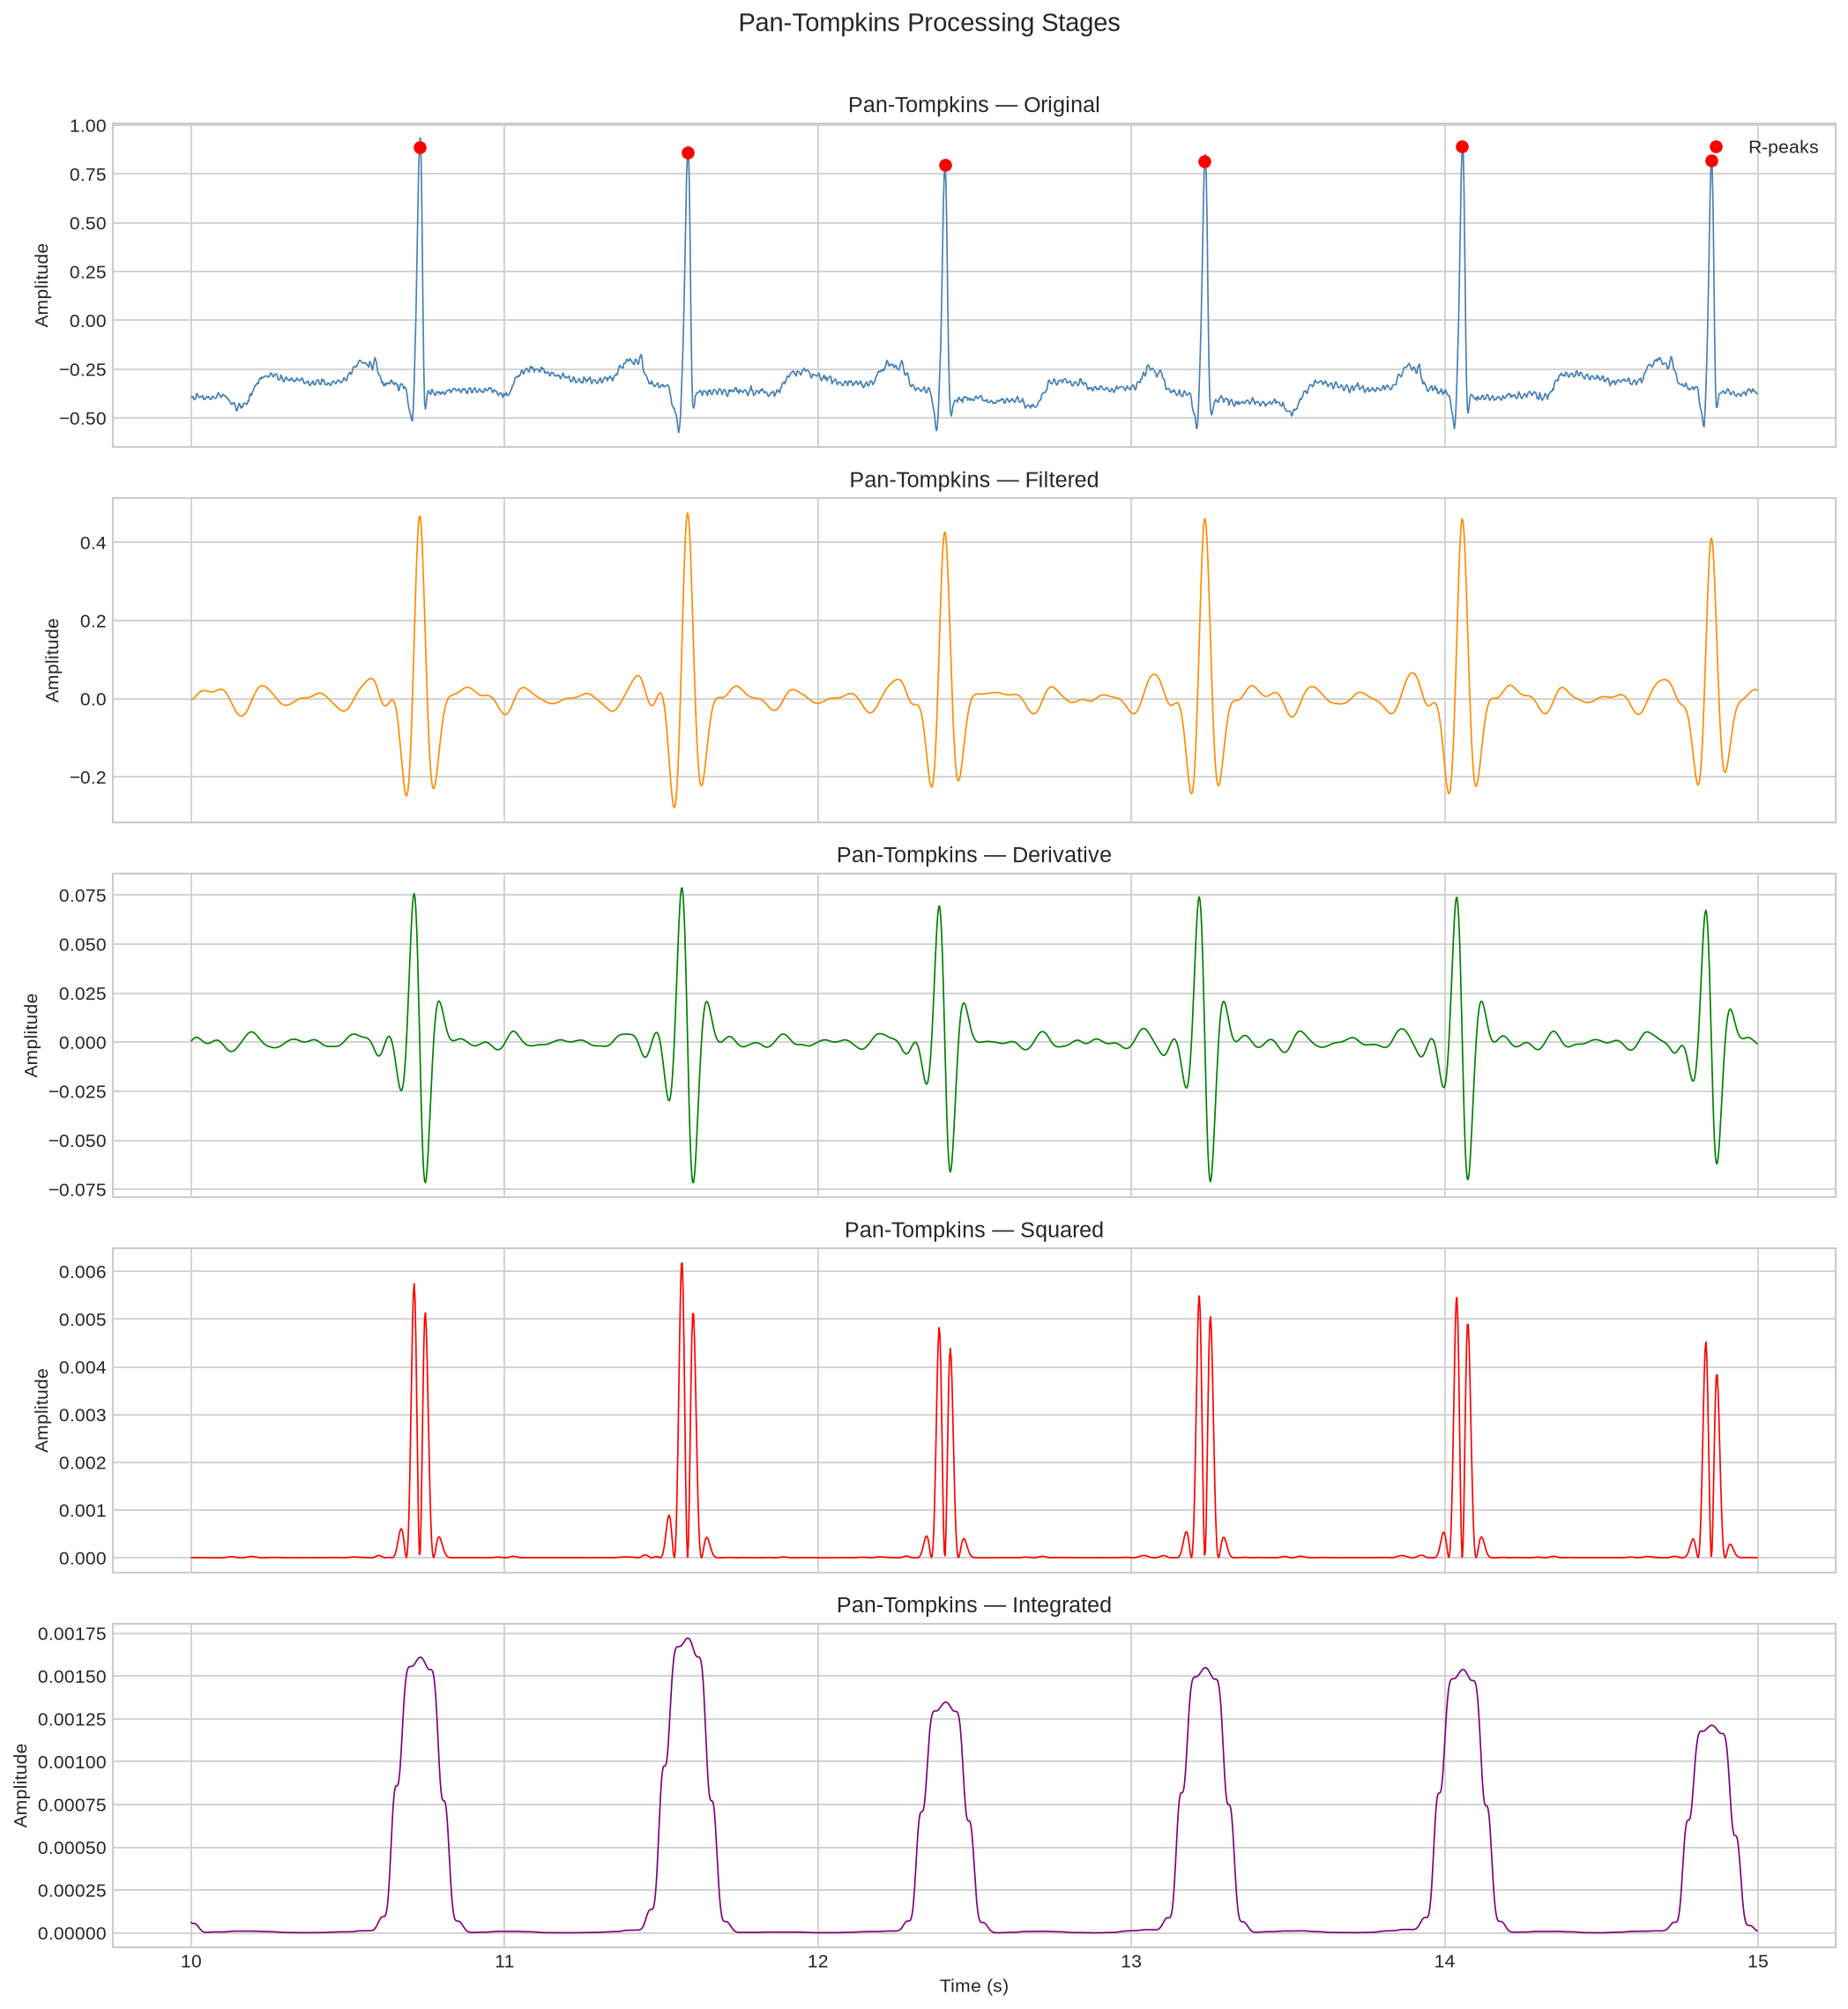 Pan-Tompkins Processing Stages
Pan-Tompkins — Original
1.00
0.75
0.50
0.25
0.00
−0.25
−0.50
Amplitude
R-peaks
Pan-Tompkins — Filtered
0.4
0.2
0.0
−0.2
Amplitude
Pan-Tompkins — Derivative
0.075
0.050
0.025
0.000
−0.025
−0.050
−0.075
Amplitude
Pan-Tompkins — Squared
0.006
0.005
0.004
0.003
0.002
0.001
0.000
Amplitude
Pan-Tompkins — Integrated
0.00175
0.00150
0.00125
0.00100
0.00075
0.00050
0.00025
0.00000
Amplitude
10 11 12 13 14 15
Time (s)